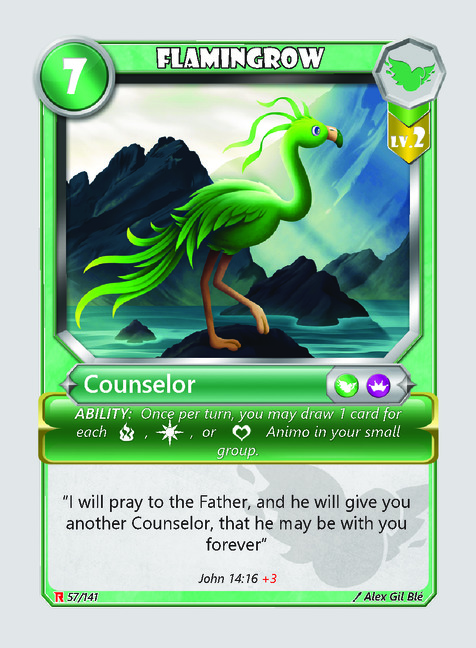 7
FLAMINGROW
LV.2
Counselor
ABILITY: Once per turn, you may draw 1 card for
each , , or Animo in your small
group.
“I will pray to the Father, and he will give you
another Counselor, that he may be with you
forever”
John 14:16 +3
R 57/141
Alex Gil Blé